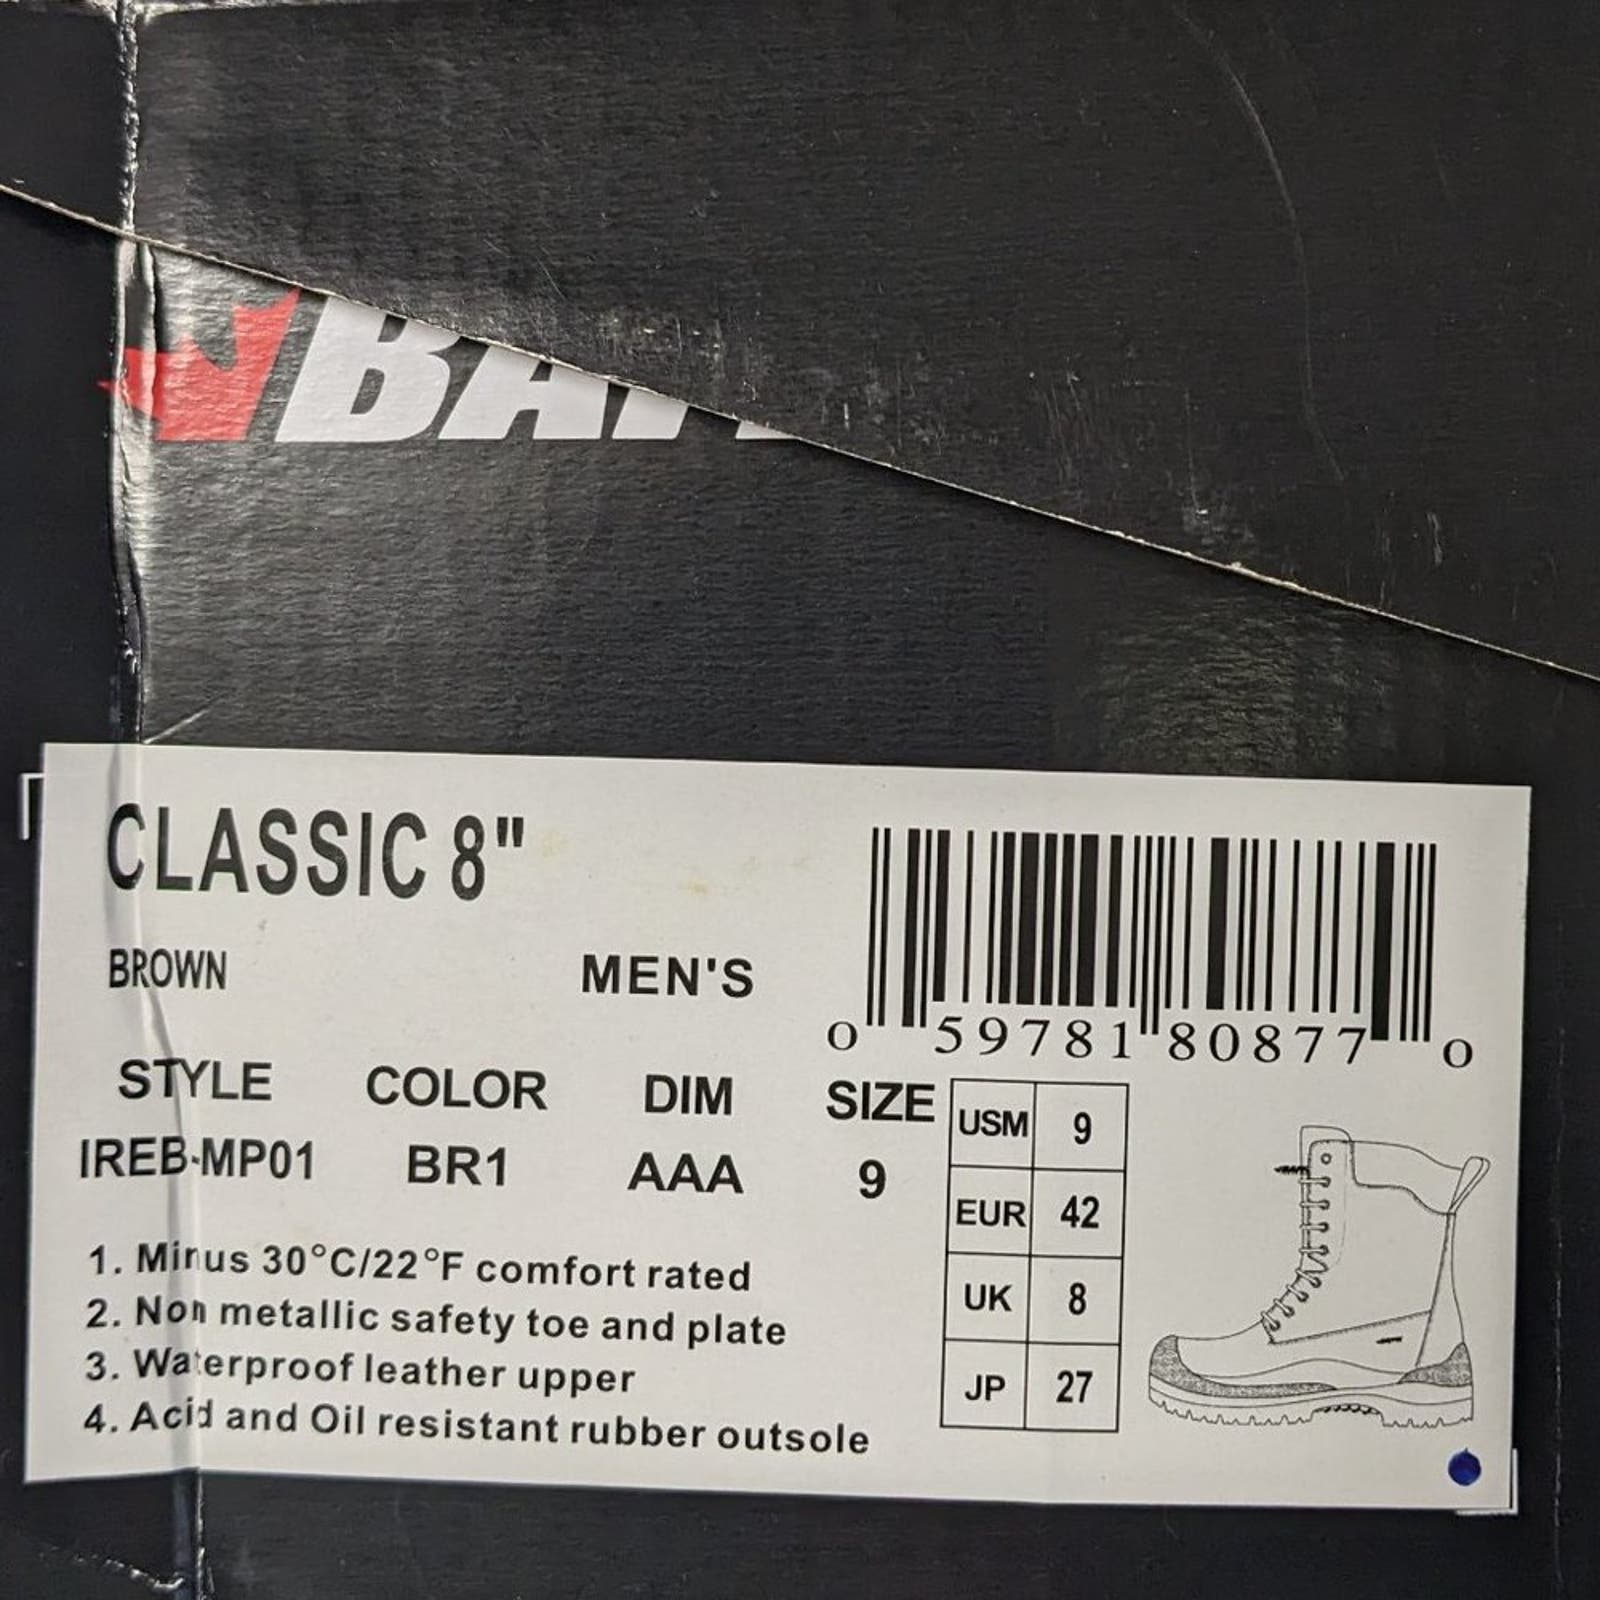 CLASSIC 8"
BROWN
MEN'S
0 59781 80877 0
STYLE COLOR DIM SIZE
IREB-MP01 BR1 AAA 9
USM 9
EUR 42
UK 8
JP 27
1. Minus 30°C/22°F comfort rated
2. Non metallic safety toe and plate
3. Waterproof leather upper
4. Acid and Oil resistant rubber outsole